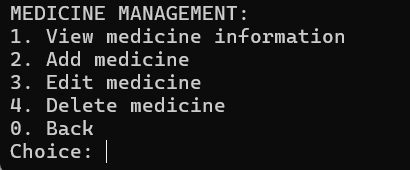 MEDICINE MANAGEMENT:
1. View medicine information
2. Add medicine
3. Edit medicine
4. Delete medicine
0. Back
Choice: